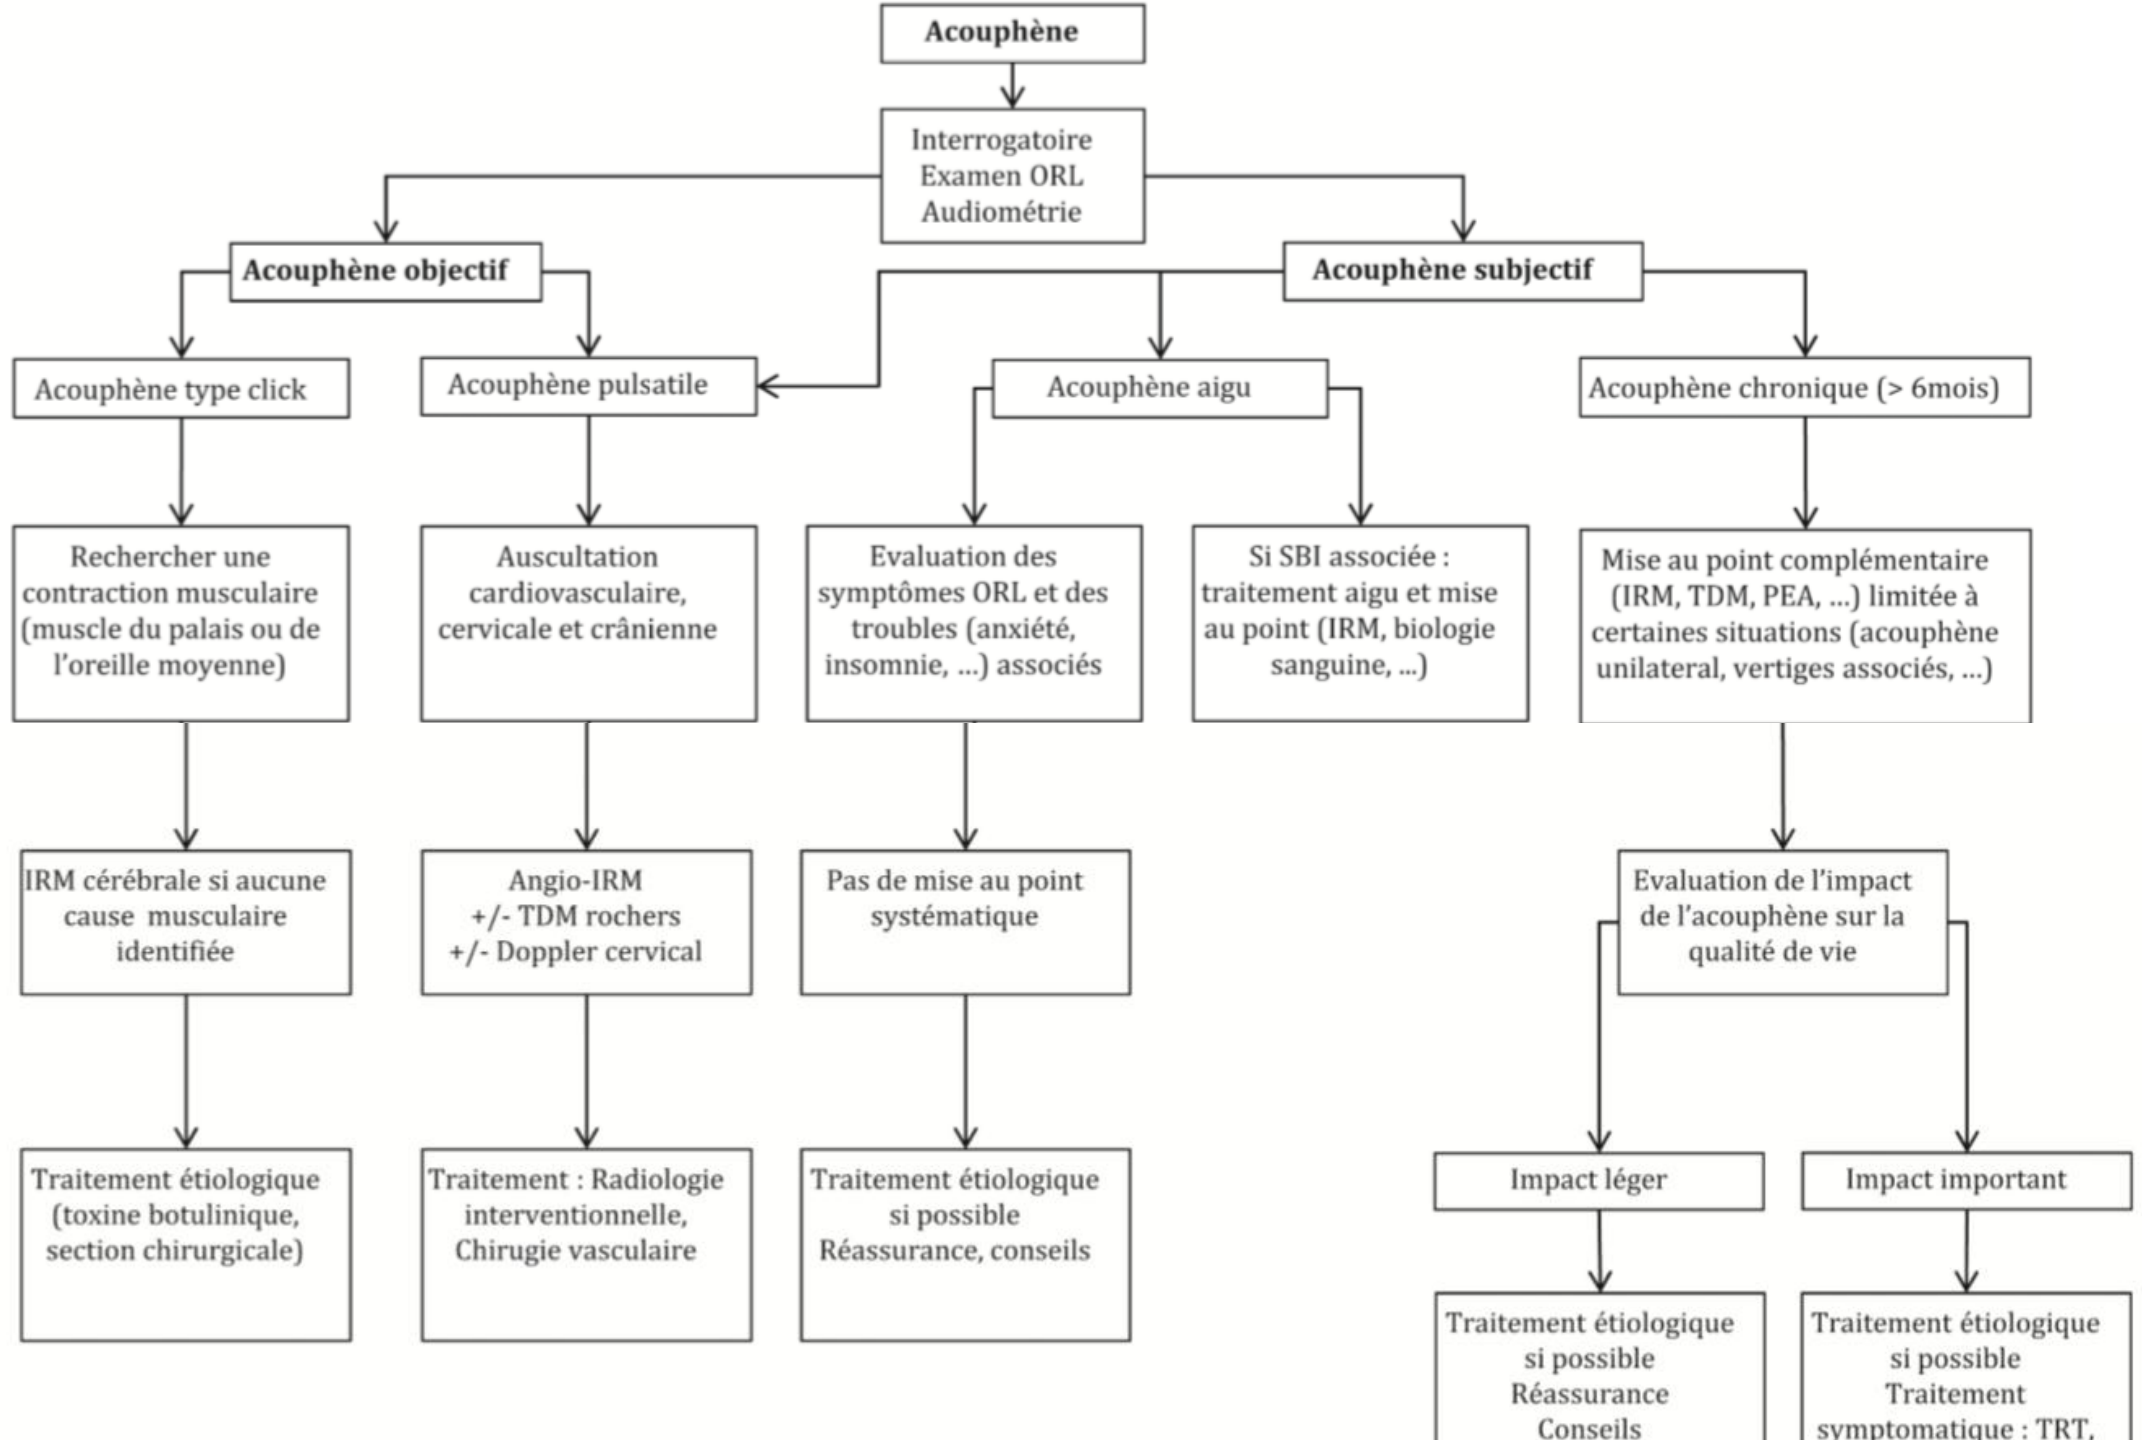 Acouphène
Interrogatoire
Examen ORL
Audiométrie
Acouphène objectif
Acouphène subjectif
Acouphène type click
Acouphène pulsatile
Acouphène aigu
Acouphène chronique (> 6mois)
Rechercher une
contraction musculaire
(muscle du palais ou de
l'oreille moyenne)
Auscultation
cardiovasculaire,
cervicale et crânienne
Evaluation des
symptômes ORL et des
troubles (anxiété,
insomnie, ...) associés
Si SBI associée :
traitement aigu et mise
au point (IRM, biologie
sanguine, ...)
Mise au point complémentaire
(IRM, TDM, PEA, ...) limitée à
certaines situations (acouphène
unilateral, vertiges associés, ...)
IRM cérébrale si aucune
cause musculaire
identifiée
Angio-IRM
+/- TDM rochers
+/- Doppler cervical
Pas de mise au point
systématique
Evaluation de l'impact
de l'acouphène sur la
qualité de vie
Traitement étiologique
(toxine botulinique,
section chirurgicale)
Traitement : Radiologie
interventionnelle,
Chirugie vasculaire
Traitement étiologique
si possible
Réassurance, conseils
Impact léger
Impact important
Traitement étiologique
si possible
Réassurance
Conseils
Traitement étiologique
si possible
Traitement
symptomatique : TRT,